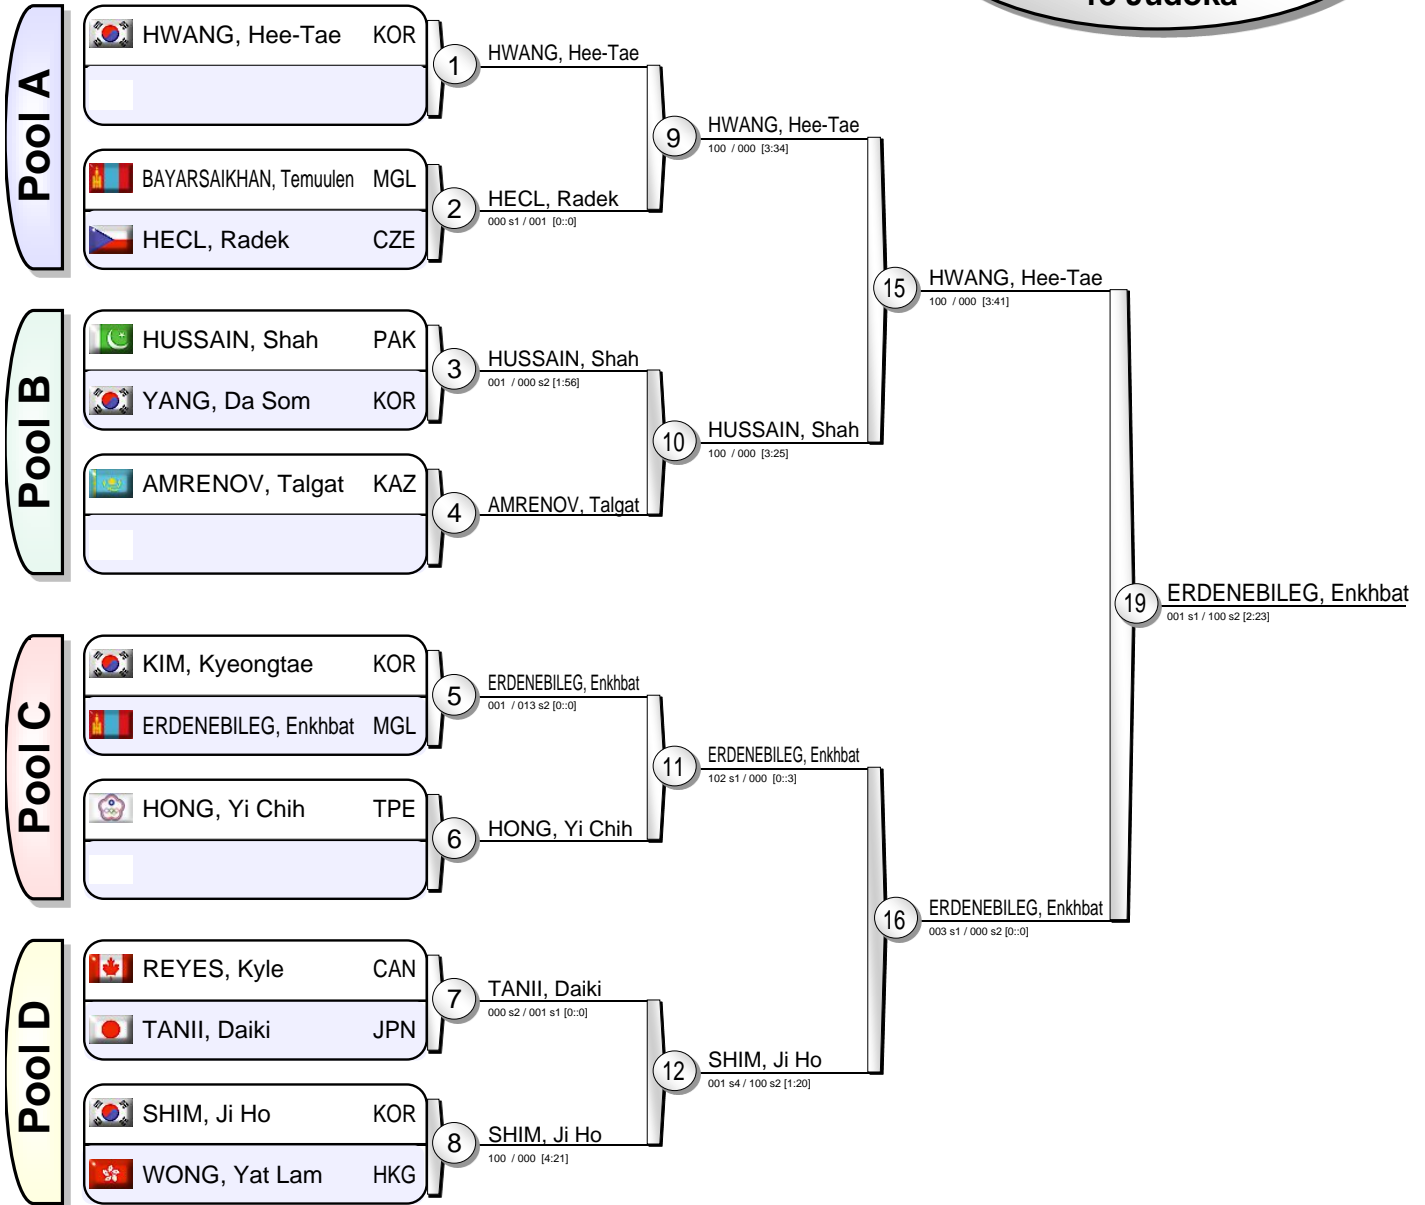 13 Judoka
Pool A
HWANG, Hee-Tae KOR
BAYARSAIKHAN, Temuulen MGL
HECL, Radek CZE
Pool B
HUSSAIN, Shah PAK
YANG, Da Som KOR
AMRENOV, Talgat KAZ
Pool C
KIM, Kyeongtae KOR
ERDENEBILEG, Enkhbat MGL
HONG, Yi Chih TPE
Pool D
REYES, Kyle CAN
TANII, Daiki JPN
SHIM, Ji Ho KOR
WONG, Yat Lam HKG
1 HWANG, Hee-Tae
2 HECL, Radek
000 s1 / 001 [0::0]
3 HUSSAIN, Shah
001 / 000 s2 [1:56]
4 AMRENOV, Talgat
5 ERDENEBILEG, Enkhbat
001 / 013 s2 [0::0]
6 HONG, Yi Chih
7 TANII, Daiki
000 s2 / 001 s1 [0::0]
8 SHIM, Ji Ho
100 / 000 [4:21]
9 HWANG, Hee-Tae
100 / 000 [3:34]
10 HUSSAIN, Shah
100 / 000 [3:25]
11 ERDENEBILEG, Enkhbat
102 s1 / 000 [0::3]
12 SHIM, Ji Ho
001 s4 / 100 s2 [1:20]
15 HWANG, Hee-Tae
100 / 000 [3:41]
16 ERDENEBILEG, Enkhbat
003 s1 / 000 s2 [0::0]
19 ERDENEBILEG, Enkhbat
001 s1 / 100 s2 [2:23]